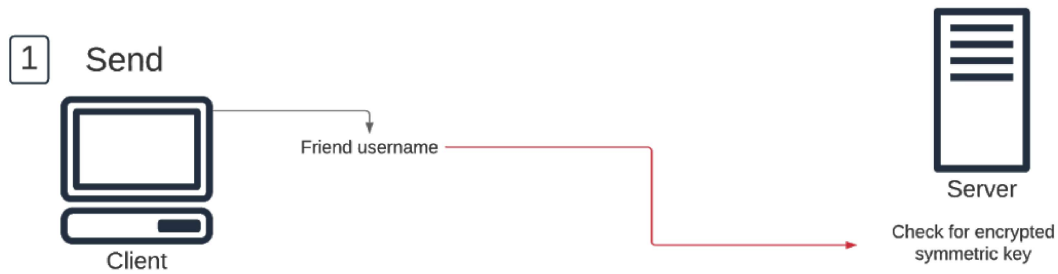 1
Send
Friend username
Client
Server
Check for encrypted
symmetric key